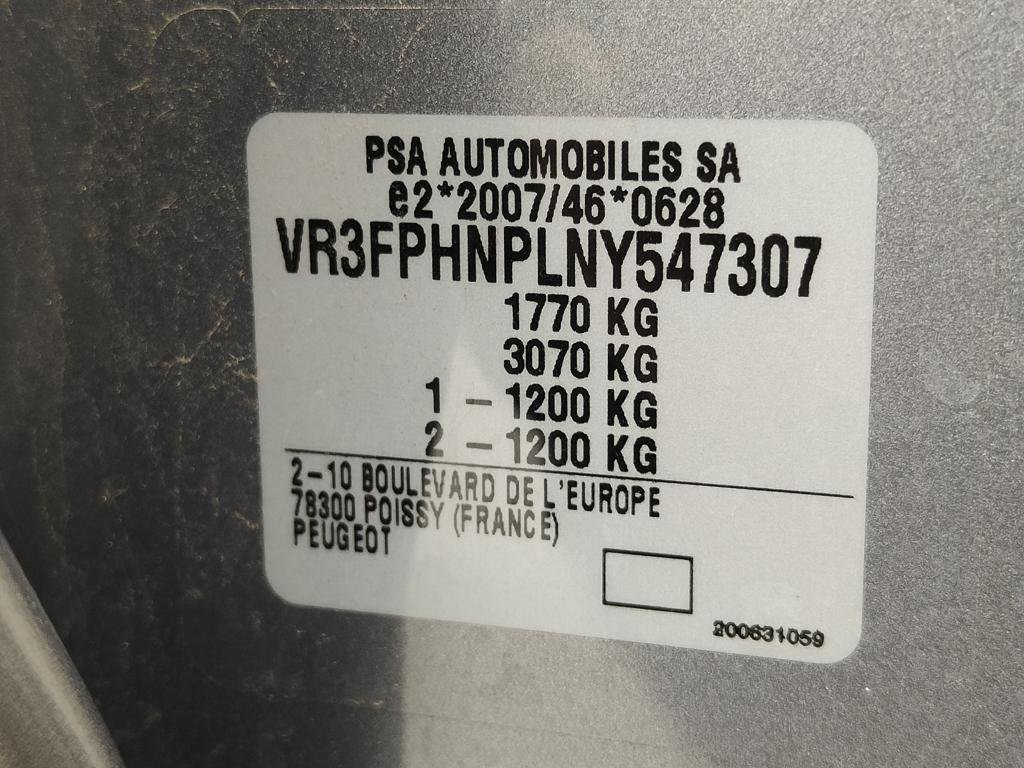 PSA AUTOMOBILES SA
e2*2007/46*0628
VR3FPHNPLNY547307
1770 KG
3070 KG
1 – 1200 KG
2 – 1200 KG
2–10 BOULEVARD DE L'EUROPE
78300 POISSY (FRANCE)
PEUGEOT
200631059